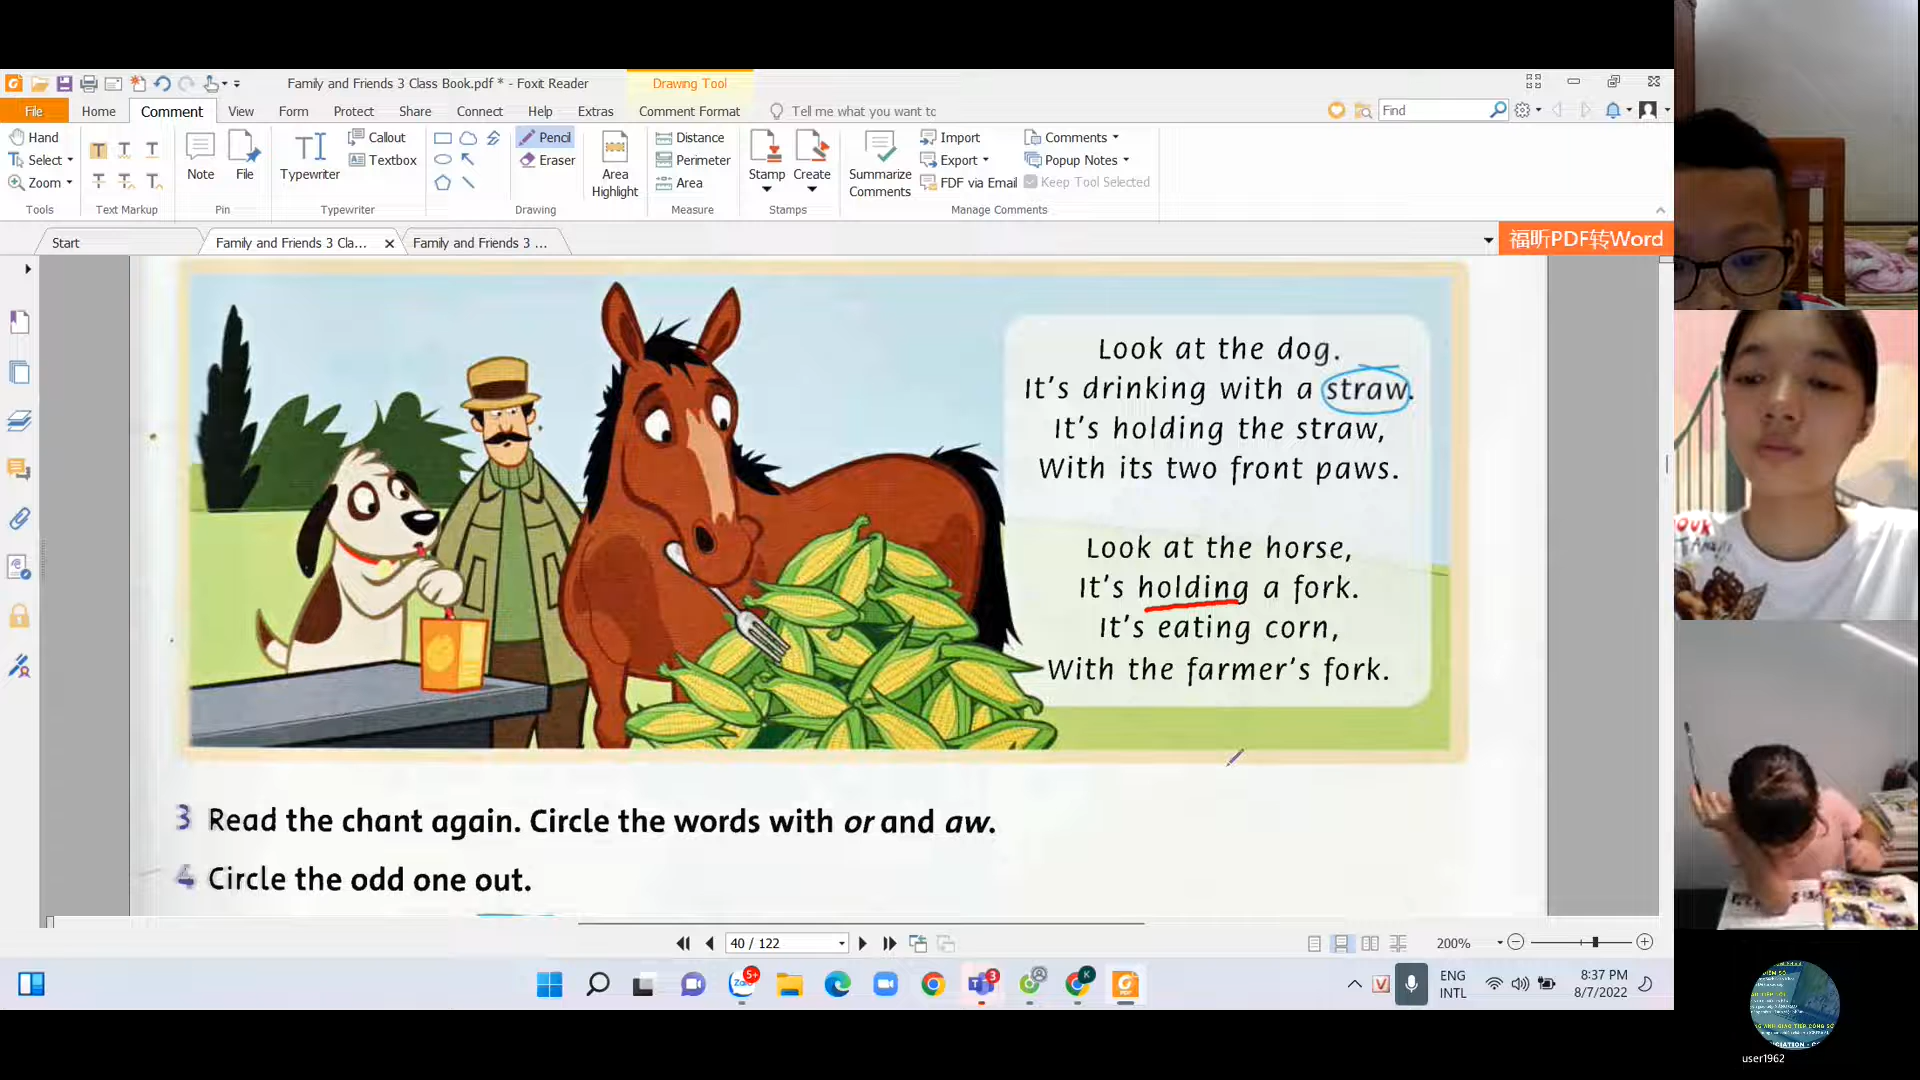 Family and Friends 3 Class Book.pdf * - Foxit Reader
Drawing Tool
File Home Comment View Form Protect Share Connect Help Extras Comment Format Tell me what you want to Find
Hand
Select
Zoom
Tools
Text Markup
Note
File
Pin
Typewriter
Callout
Textbox
Typewriter
Pencil
Eraser
Drawing
Area
Highlight
Distance
Perimeter
Area
Measure
Stamp
Create
Stamps
Summarize
Comments
Import
Export
FDF via Email
Comments
Popup Notes
Keep Tool Selected
Manage Comments
Start
Family and Friends 3 Cla...
Family and Friends 3 ...
福昕PDF转Word
Look at the dog.
It's drinking with a straw.
It's holding the straw,
With its two front paws.
Look at the horse,
It's holding a fork.
It's eating corn,
With the farmer's fork.
3 Read the chant again. Circle the words with or and aw.
4 Circle the odd one out.
40 / 122
200%
5+
Zalo
3
K
PDF
V
ENG
INTL
8:37 PM
8/7/2022
user1962